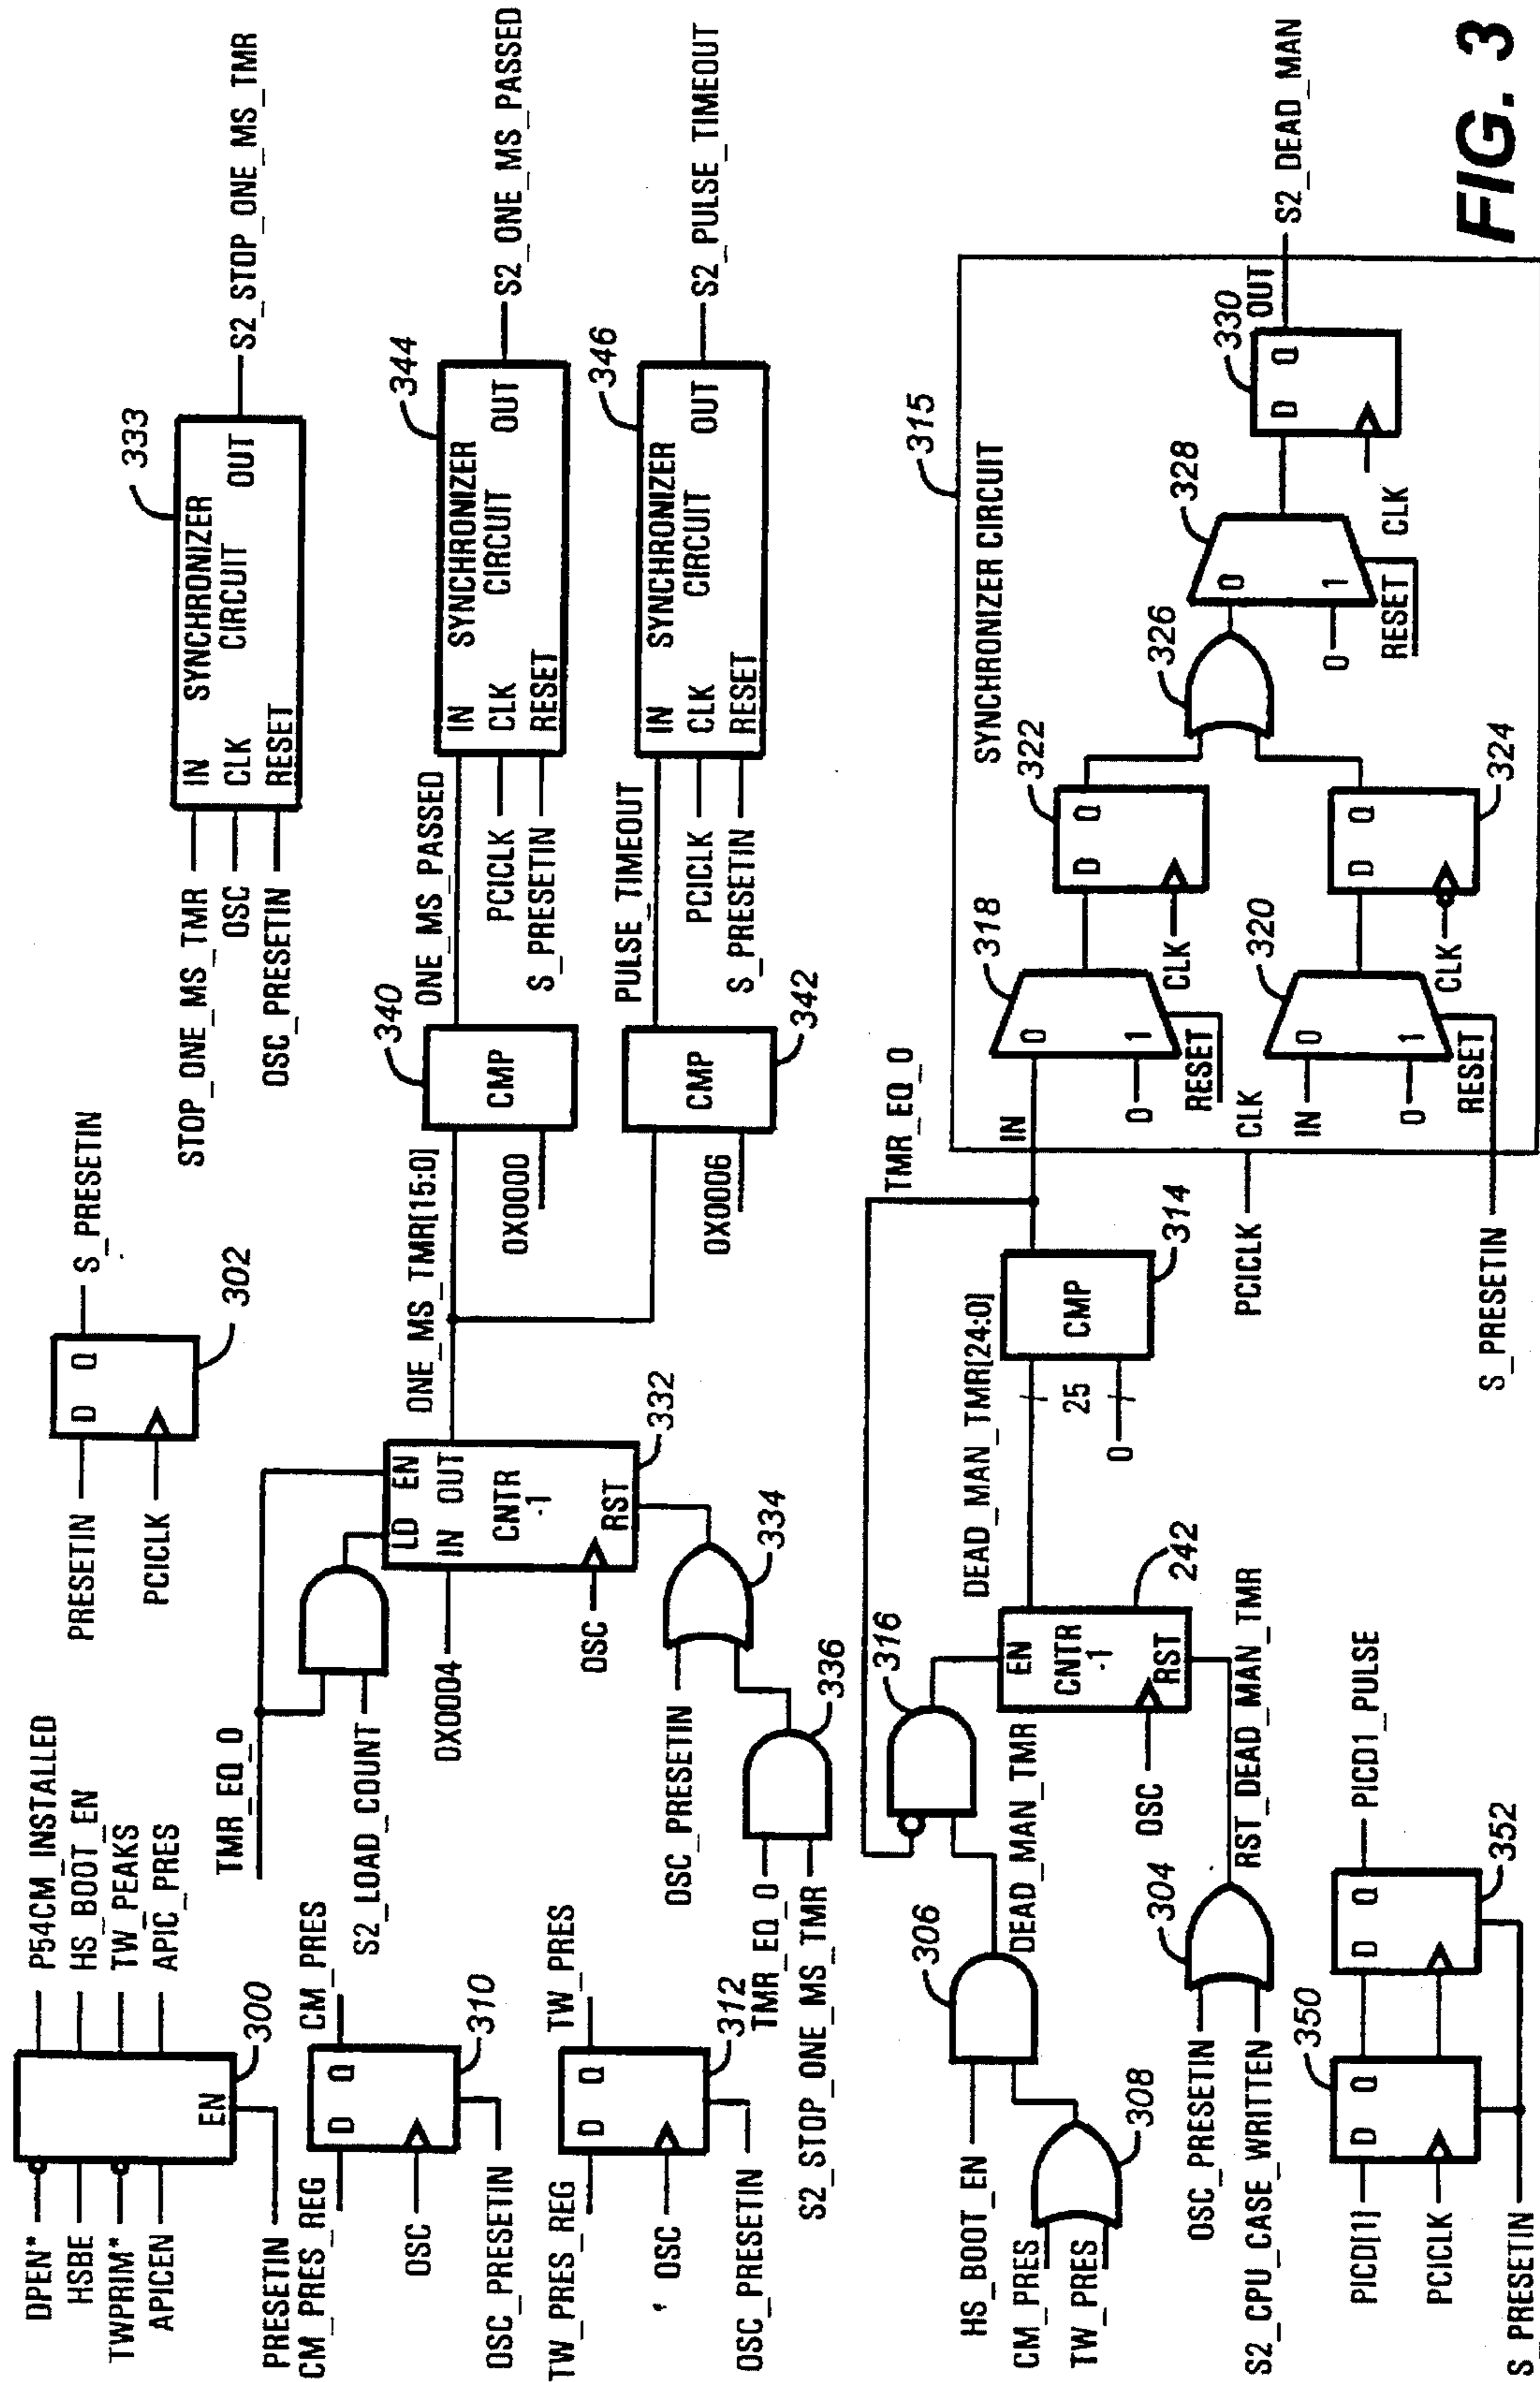 DPEN*
HSBE
TWPRIM*
APICEN
PRESETIN
EN
300
P54CM_INSTALLED
HS_BOOT_EN
TW_PEAKS
APIC_PRES
CM_PRES_REG
D Q
CM_PRES
310
OSC
OSC_PRESETIN
TW_PRES_REG
D Q
TW_PRES
312
OSC
OSC_PRESETIN
PRESETIN
D Q
S_PRESETIN
PCICLK
302
TMR_EQ_0
S2_LOAD_COUNT
LD EN
IN OUT
CNTR
-1
RST
332
0X0004
OSC
OSC_PRESETIN
334
336
TMR_EQ_0
S2_STOP_ONE_MS_TMR
ONE_MS_TMR[15:0]
340
CMP
0X0000
ONE_MS_PASSED
CMP
342
0X0006
PULSE_TIMEOUT
STOP_ONE_MS_TMR
OSC
OSC_PRESETIN
333
IN SYNCHRONIZER
CLK CIRCUIT
RESET OUT
S2_STOP_ONE_MS_TMR
344
IN SYNCHRONIZER
CLK CIRCUIT
RESET OUT
PCICLK
S_PRESETIN
S2_ONE_MS_PASSED
346
IN SYNCHRONIZER
CLK CIRCUIT
RESET OUT
PCICLK
S_PRESETIN
S2_PULSE_TIMEOUT
HS_BOOT_EN
CM_PRES
TW_PRES
306
308
DEAD_MAN_TMR
316
EN
CNTR
-1
RST
242
OSC
OSC_PRESETIN
S2_CPU_CASE_WRITTEN
304
RST_DEAD_MAN_TMR
DEAD_MAN_TMR[24:0]
25
0
CMP
314
TMR_EQ_0
PCICLK
S_PRESETIN
315
SYNCHRONIZER CIRCUIT
IN
CLK
318
0
0 1
RESET
IN
320
0
0 1
RESET
322
D Q
CLK
324
D Q
CLK
326
328
0
0 1
RESET
330
D Q
CLK
OUT
S2_DEAD_MAN
PICD[1]
350
D Q
PCICLK
S_PRESETIN
352
D Q
PICD1_PULSE
FIG. 3